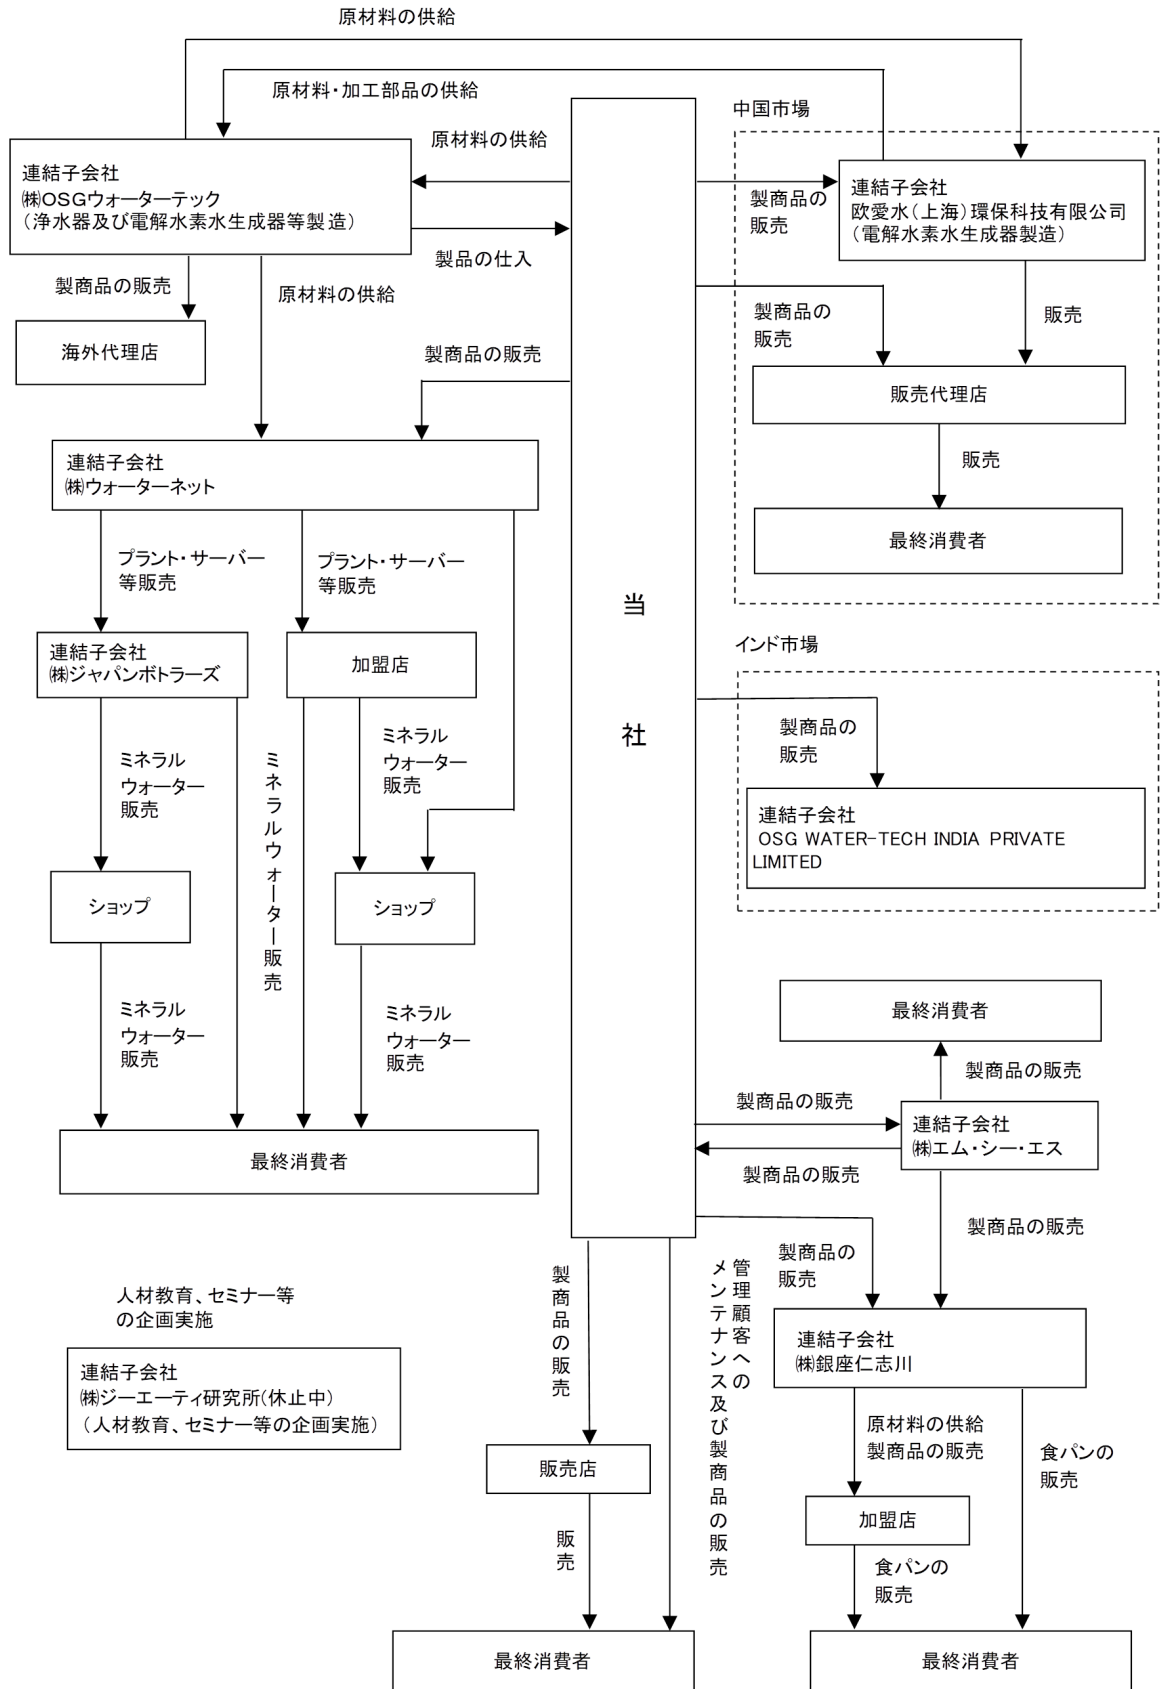 原材料の供給
原材料・加工部品の供給
中国市場
原材料の供給
連結子会社
㈱OSGウォーターテック
(浄水器及び電解水素水生成器等製造)
製商品の
販売
連結子会社
欧愛水(上海)環保科技有限公司
(電解水素水生成器製造)
製品の仕入
製商品の販売
原材料の供給
製商品の
販売
販売
海外代理店
製商品の販売
販売代理店
連結子会社
㈱ウォーターネット
販売
最終消費者
プラント・サーバー
等販売
プラント・サーバー
等販売
当
社
インド市場
連結子会社
㈱ジャパンボトラーズ
加盟店
製商品の
販売
ミネラル
ウォーター
販売
ミネラルウォーター販売
ミネラル
ウォーター
販売
連結子会社
OSG WATER-TECH INDIA PRIVATE
LIMITED
ショップ
ショップ
ミネラル
ウォーター
販売
ミネラル
ウォーター
販売
最終消費者
製商品の販売
製商品の販売
連結子会社
㈱エム・シー・エス
最終消費者
製商品の販売
製商品の販売
製商品の
販売
製商品の販売
管理顧客への
メンテナンス及び製商品の販売
人材教育、セミナー等
の企画実施
連結子会社
㈱ジーエーティ研究所(休止中)
(人材教育、セミナー等の企画実施)
連結子会社
㈱銀座仁志川
原材料の供給
製商品の販売
食パンの
販売
販売店
加盟店
販売
食パンの
販売
最終消費者
最終消費者